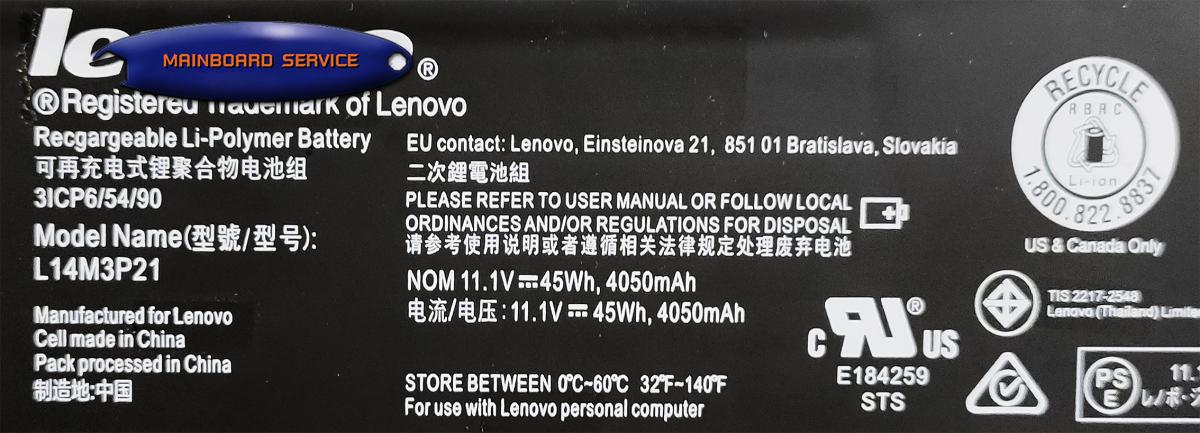 MAINBOARD SERVICE
®
®Registered Trademark of Lenovo
Recgargeable Li-Polymer Battery
可再充电式锂聚合物电池组
3ICP6/54/90
Model Name(型號/型号):
L14M3P21
Manufactured for Lenovo
Cell made in China
Pack processed in China
制造地:中国
EU contact: Lenovo, Einsteinova 21, 851 01 Bratislava, Slovakia
二次鋰電池組
PLEASE REFER TO USER MANUAL OR FOLLOW LOCAL
ORDINANCES AND/OR REGULATIONS FOR DISPOSAL
请参考使用说明或者遵循相关法律规定处理废弃电池
NOM 11.1V⎓45Wh, 4050mAh
电流/电压: 11.1V⎓45Wh, 4050mAh
STORE BETWEEN 0℃~60℃ 32℉~140℉
For use with Lenovo personal computer
RECYCLE
RBRC
Li-ion
1.800.822.8837
US & Canada Only
TIS 2217-2548
Lenovo (Thailand)
C US ®
E184259
STS
PS
E
11.
レノボ・